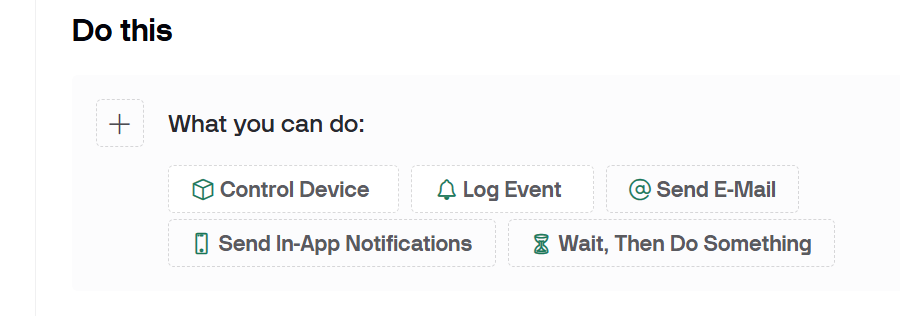 Do this
What you can do:
Control Device Log Event Send E-Mail
Send In-App Notifications Wait, Then Do Something